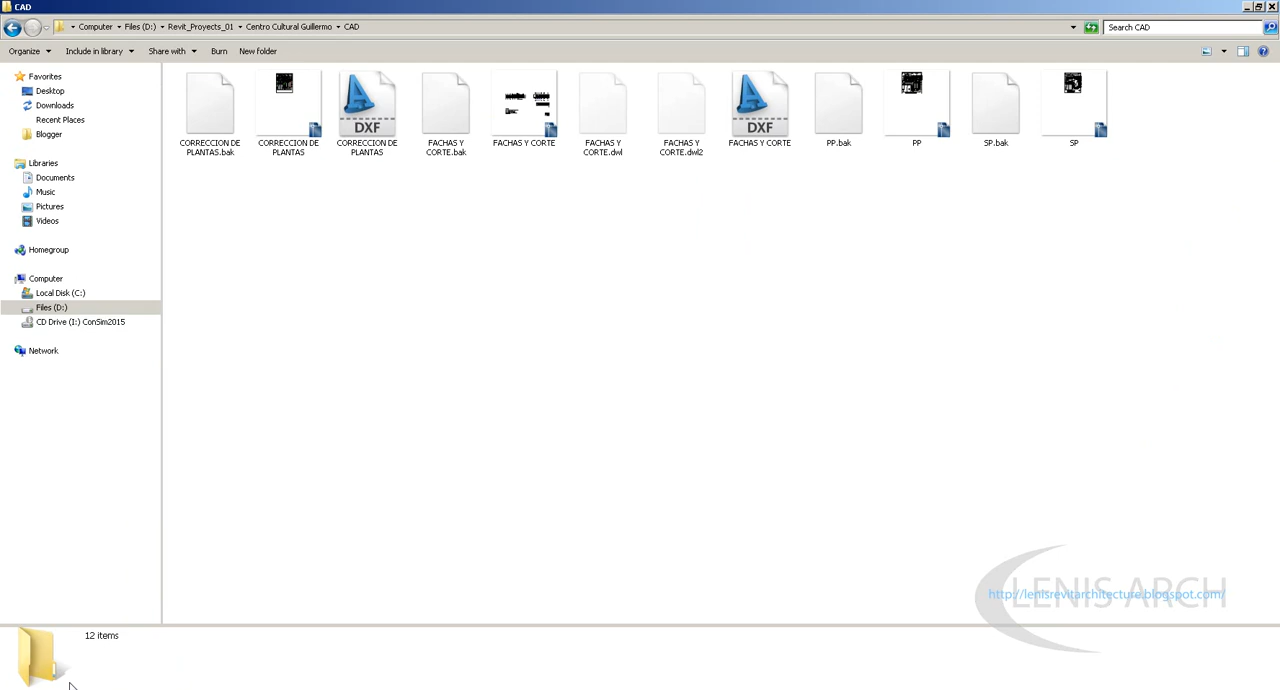 CAD
Computer Files (D:) Revit_Proyects_01 Centro Cultural Guillermo CAD
Search CAD
Organize Include in library Share with Burn New folder
Favorites
Desktop
Downloads
Recent Places
Blogger
Libraries
Documents
Music
Pictures
Videos
Homegroup
Computer
Local Disk (C:)
Files (D:)
CD Drive (I:) ConSim2015
Network
CORRECCION DE
PLANTAS.bak
CORRECCION DE
PLANTAS
DXF
CORRECCION DE
PLANTAS
FACHAS Y
CORTE.bak
FACHAS Y CORTE
FACHAS Y
CORTE.dwl
FACHAS Y
CORTE.dwl2
DXF
FACHAS Y CORTE
PP.bak
PP
SP.bak
SP
LENIS ARCH
http://lenisrevitarchitecture.blogspot.com/
12 items